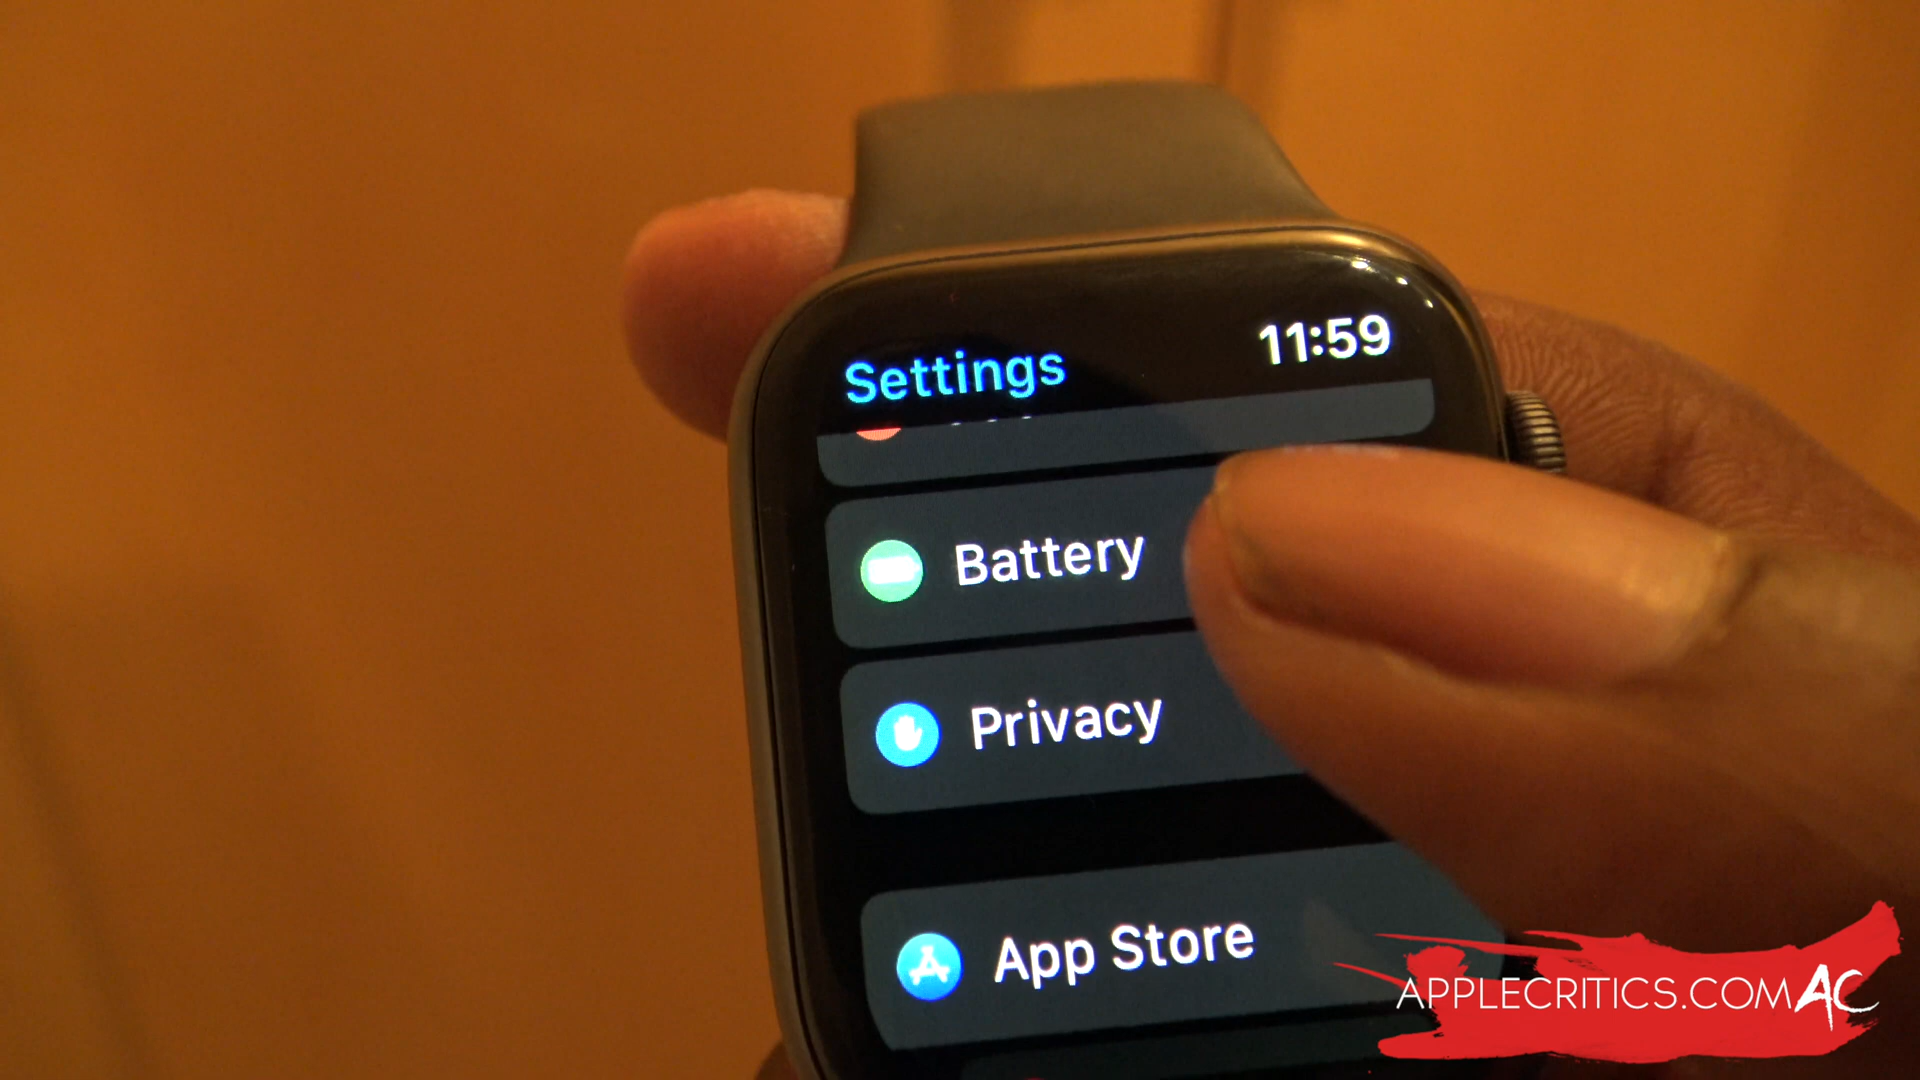 Settings
11:59
Battery
Privacy
App Store
APPLECRITICS.COM AC